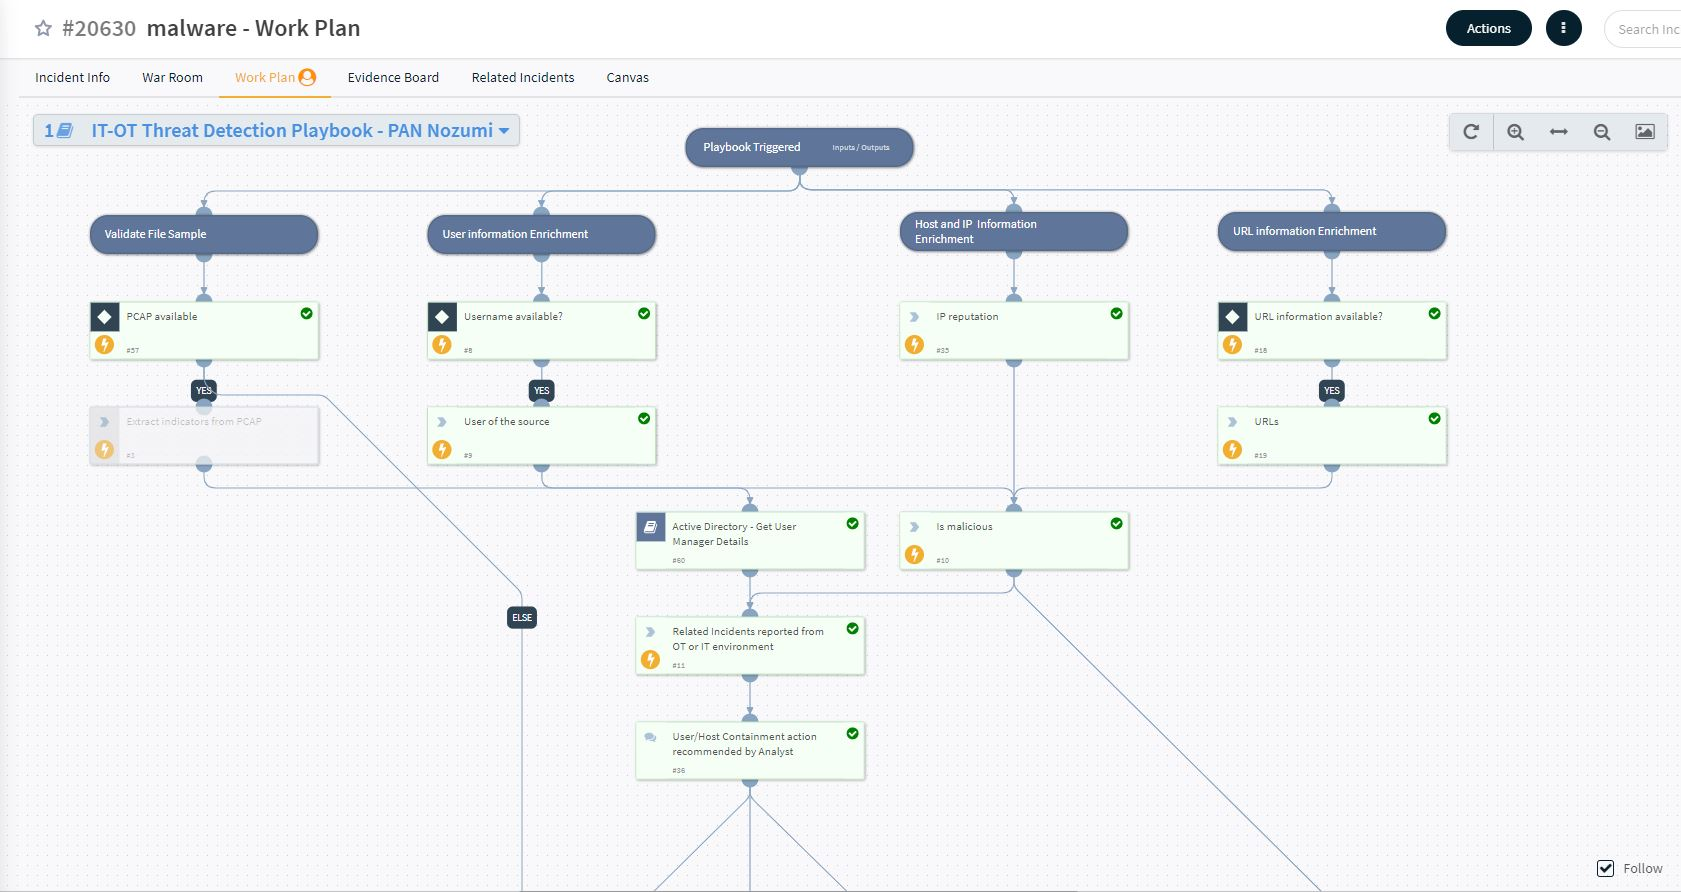 #20630 malware - Work Plan
Actions
Search Inc
Incident Info
War Room
Work Plan
Evidence Board
Related Incidents
Canvas
1 IT-OT Threat Detection Playbook - PAN Nozumi
Playbook Triggered
Inputs / Outputs
Validate File Sample
User information Enrichment
Host and IP Information
Enrichment
URL information Enrichment
PCAP available
#57
Username available?
#8
IP reputation
#35
URL information available?
#18
YES
YES
YES
Extract indicators from PCAP
#3
User of the source
#9
URLs
#19
Active Directory - Get User
Manager Details
#60
Is malicious
#10
ELSE
Related Incidents reported from
OT or IT environment
#11
User/Host Containment action
recommended by Analyst
#36
Follow